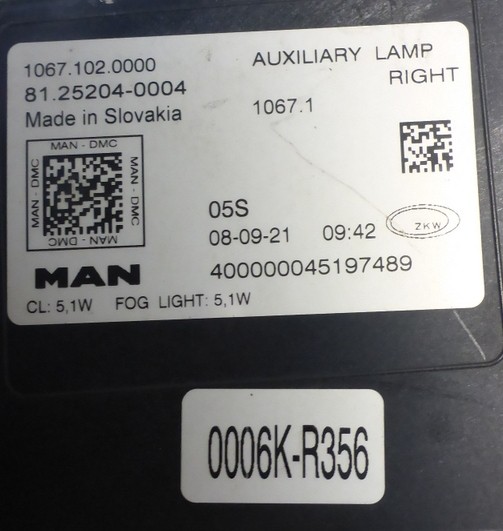 1067.102.0000
AUXILIARY LAMP
RIGHT
81.25204-0004
Made in Slovakia
1067.1
MAN - DMC
MAN - DMC
MAN - DMC
MAN - DMC
05S
08-09-21 09:42
ZKW
400000045197489
MAN
CL: 5,1W FOG LIGHT: 5,1W
0006K-R356